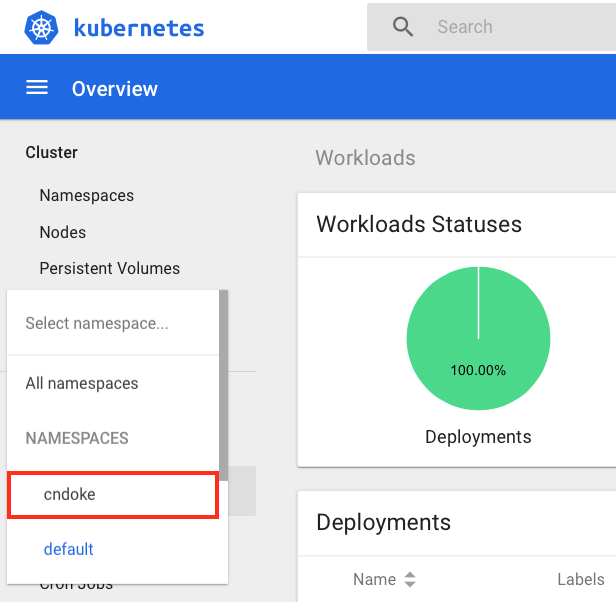 kubernetes
Search
Overview
Cluster
Namespaces
Nodes
Persistent Volumes
Select namespace...
All namespaces
NAMESPACES
cndoke
default
Cron Jobs
Workloads
Workloads Statuses
100.00%
Deployments
Deployments
Name
Labels